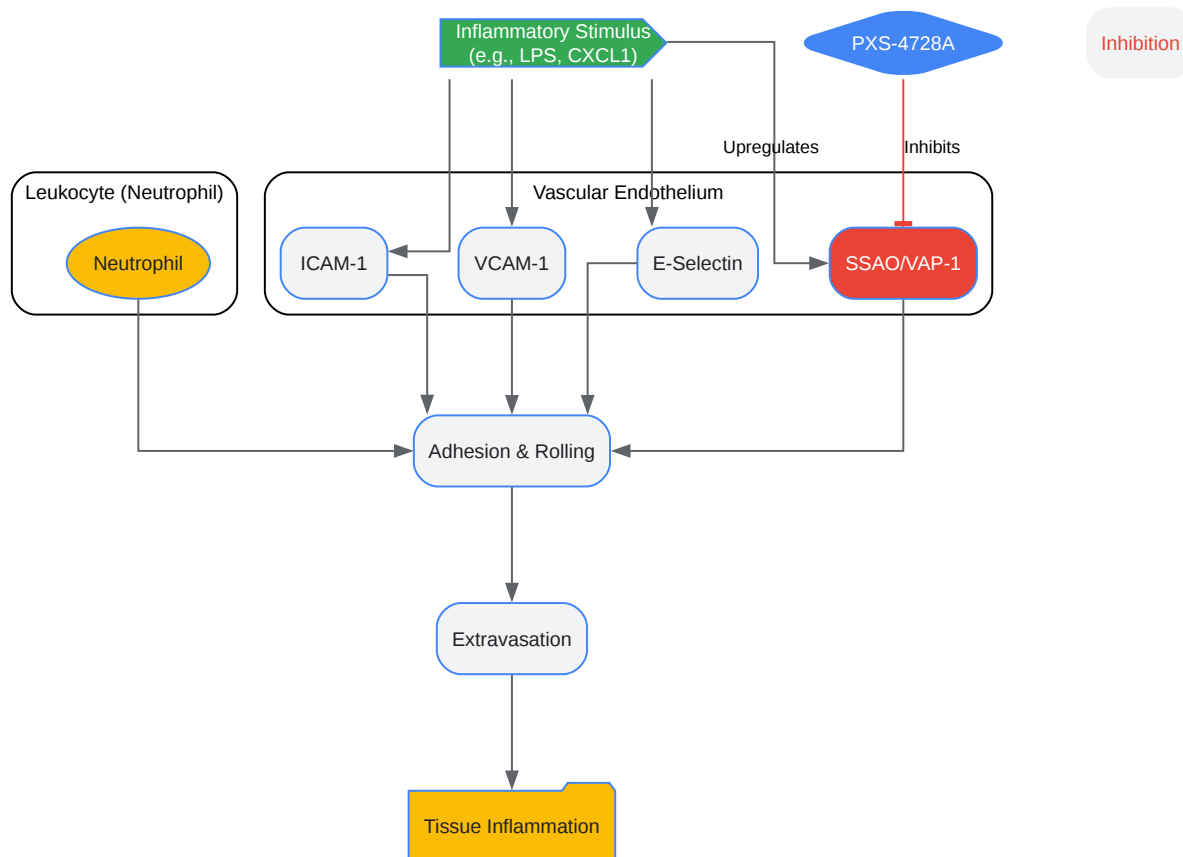 Inflammatory Stimulus
(e.g., LPS, CXCL1)
PXS-4728A
Inhibition
Upregulates
Inhibits
Leukocyte (Neutrophil)
Vascular Endothelium
Neutrophil
ICAM-1
VCAM-1
E-Selectin
SSAO/VAP-1
Adhesion & Rolling
Extravasation
Tissue Inflammation